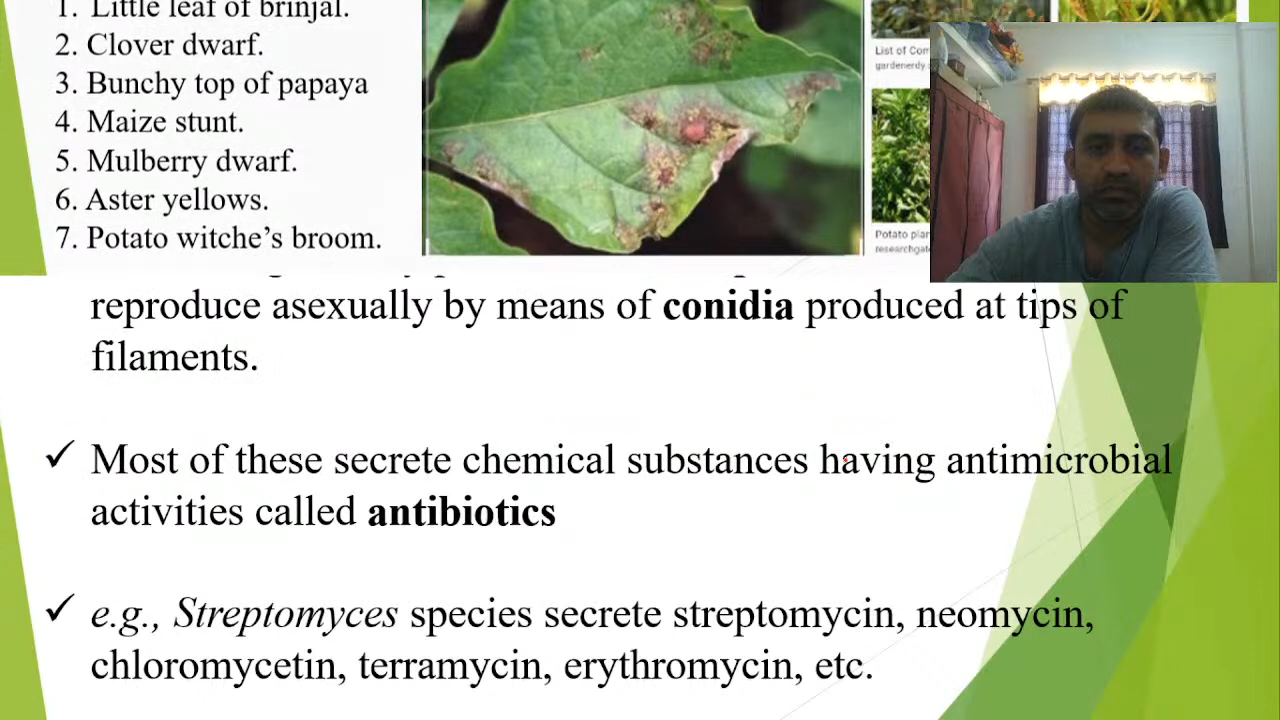 1. Little leaf of brinjal.
2. Clover dwarf.
3. Bunchy top of papaya
4. Maize stunt.
5. Mulberry dwarf.
6. Aster yellows.
7. Potato witche's broom.
List of Com
gardenerdy
Potato plan
researchgat
reproduce asexually by means of conidia produced at tips of
filaments.
✓ Most of these secrete chemical substances having antimicrobial
activities called antibiotics
✓ e.g., Streptomyces species secrete streptomycin, neomycin,
chloromycetin, terramycin, erythromycin, etc.